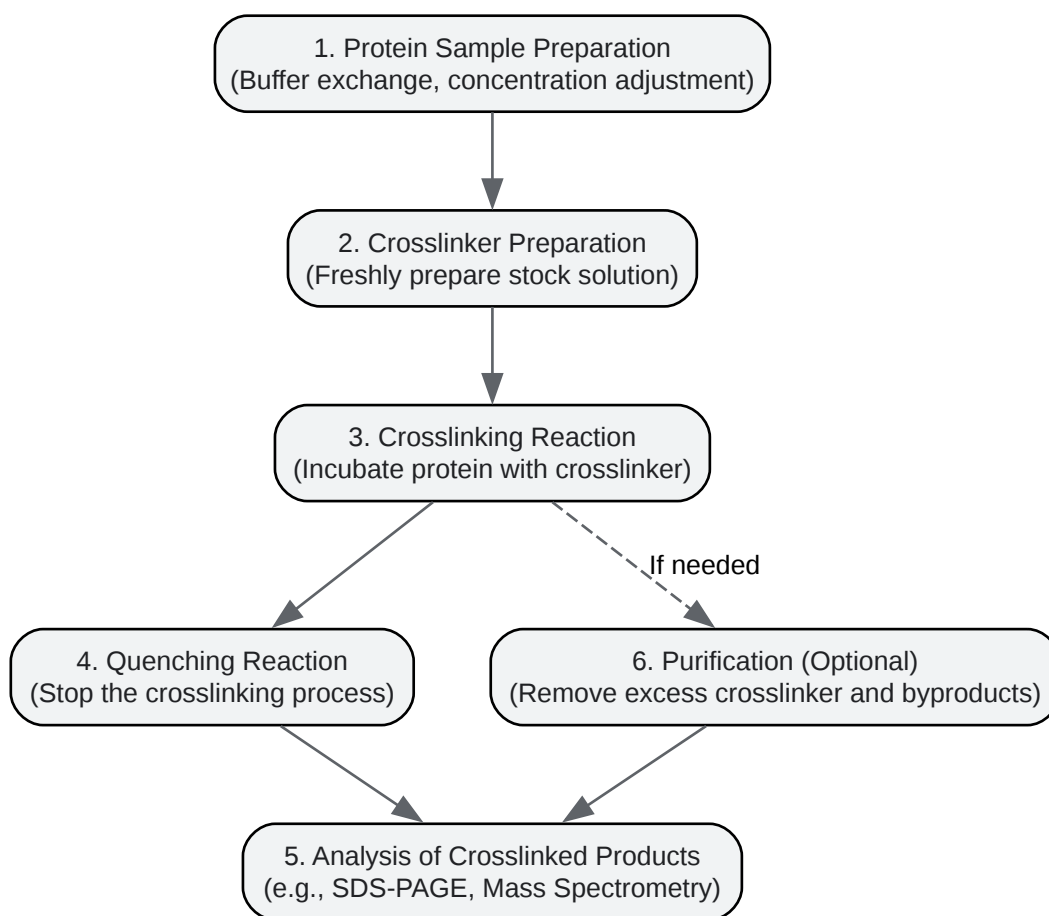 1. Protein Sample Preparation
(Buffer exchange, concentration adjustment)
2. Crosslinker Preparation
(Freshly prepare stock solution)
3. Crosslinking Reaction
(Incubate protein with crosslinker)
If needed
4. Quenching Reaction
(Stop the crosslinking process)
6. Purification (Optional)
(Remove excess crosslinker and byproducts)
5. Analysis of Crosslinked Products
(e.g., SDS-PAGE, Mass Spectrometry)